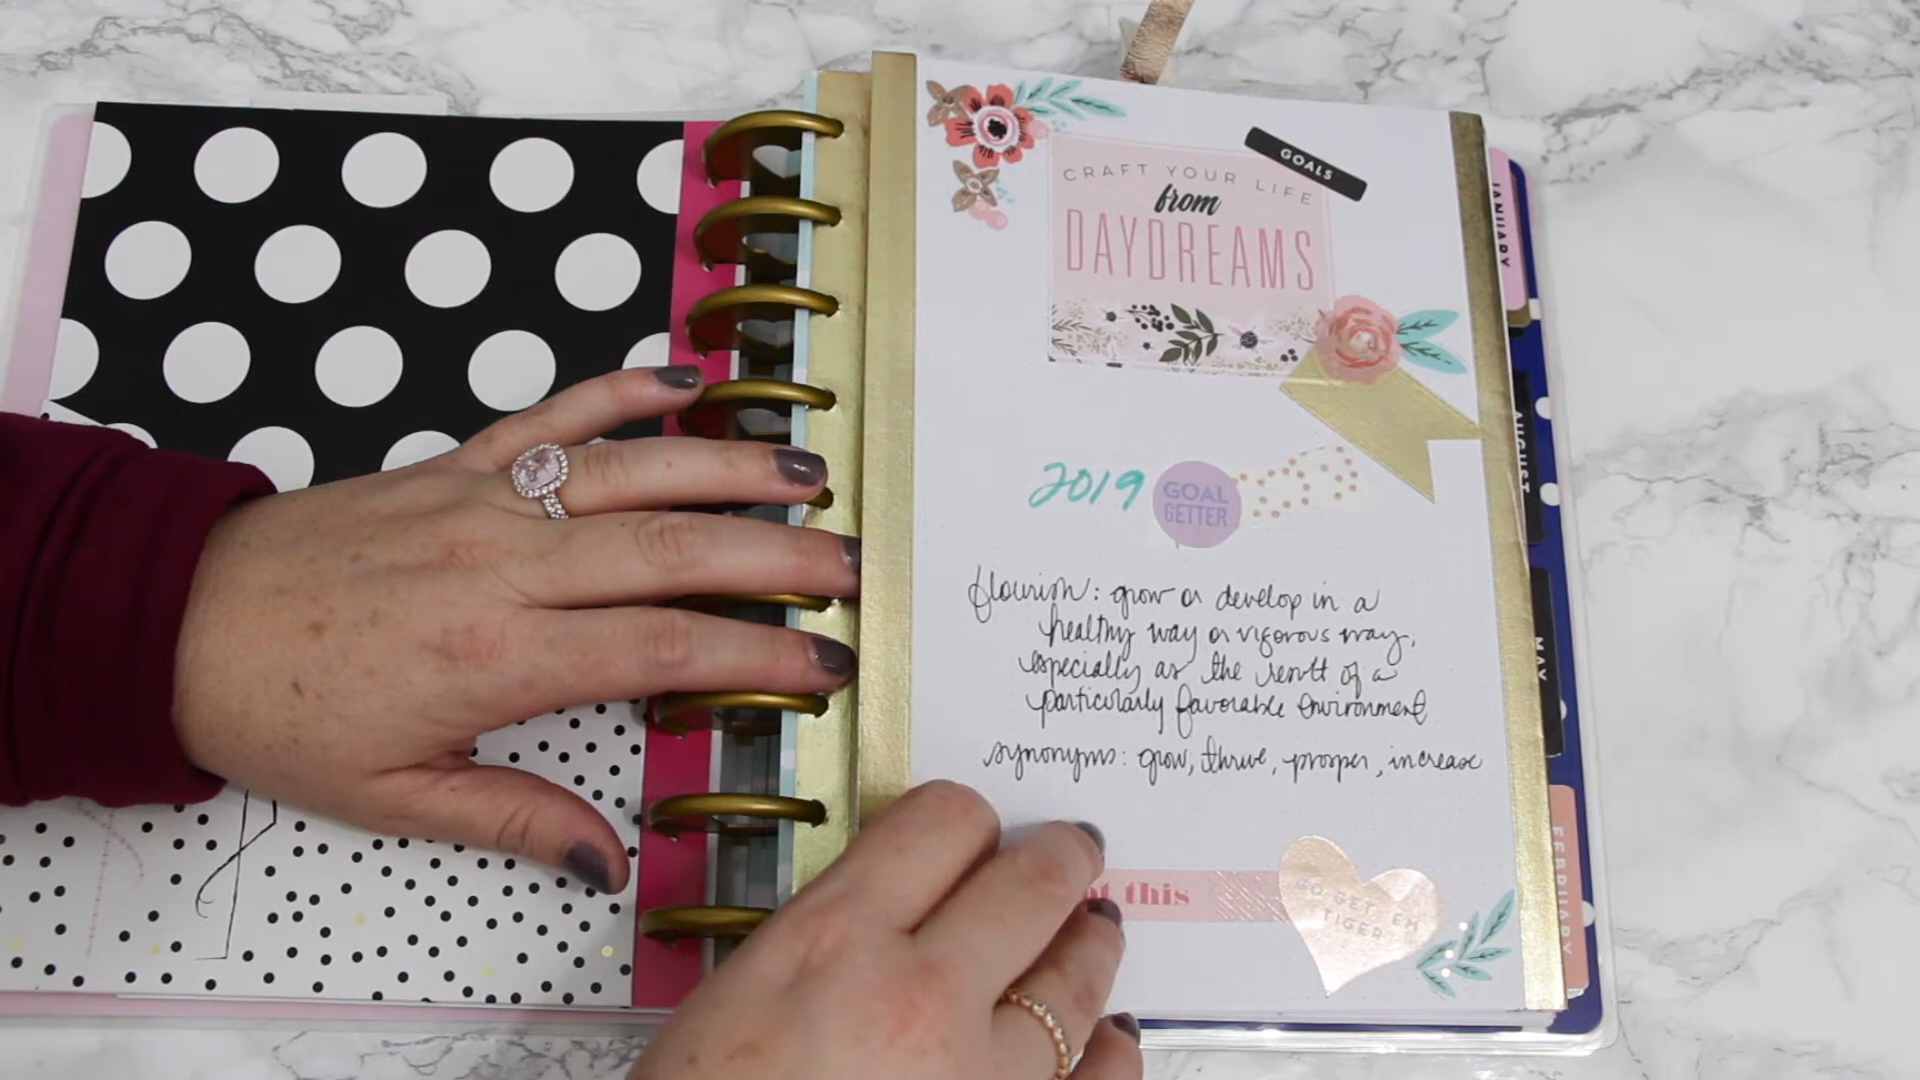 GOALS
CRAFT YOUR LIFE
from
DAYDREAMS
2019
GOAL
GETTER
flourish: grow or develop in a
healthy way or vigorous way,
especially as the result of a
particularly favorable environment
synonyms: grow, thrive, prosper, increase
this
GO GET 'EM
TIGER
JANUARY
AUGUST
MAY
FEBRUARY